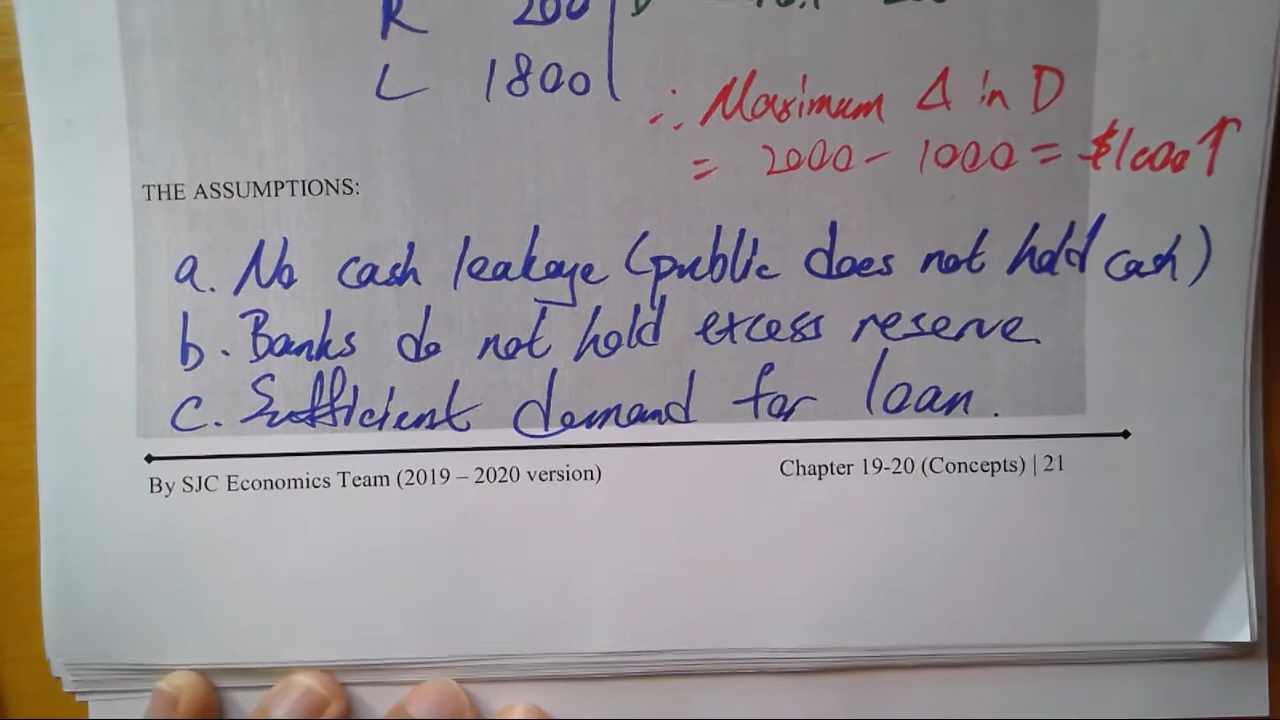 R 200
L 1800
∴ Maximum Δ in D
= 2000 - 1000 = $1000↑
THE ASSUMPTIONS:
a. No cash leakage (public does not hold cash)
b. Banks do not hold excess reserve.
c. Sufficient demand for loan.
By SJC Economics Team (2019 – 2020 version) Chapter 19-20 (Concepts) | 21